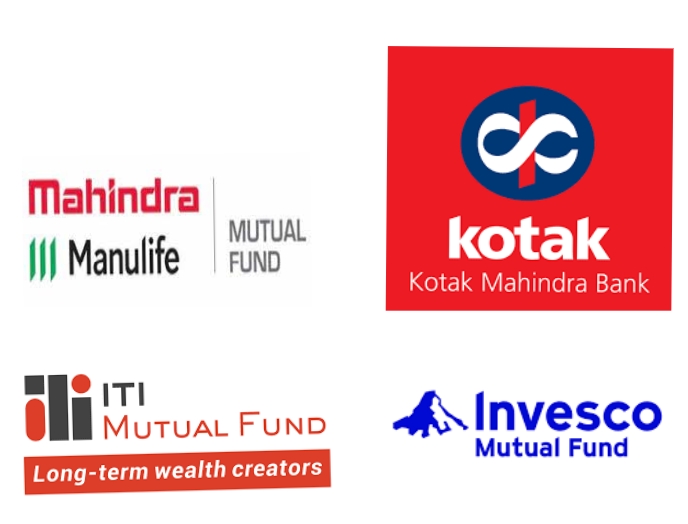 Mahindra
Manulife
MUTUAL
FUND
kotak
Kotak Mahindra Bank
ITI
MUTUAL FUND
Long-term wealth creators
Invesco
Mutual Fund